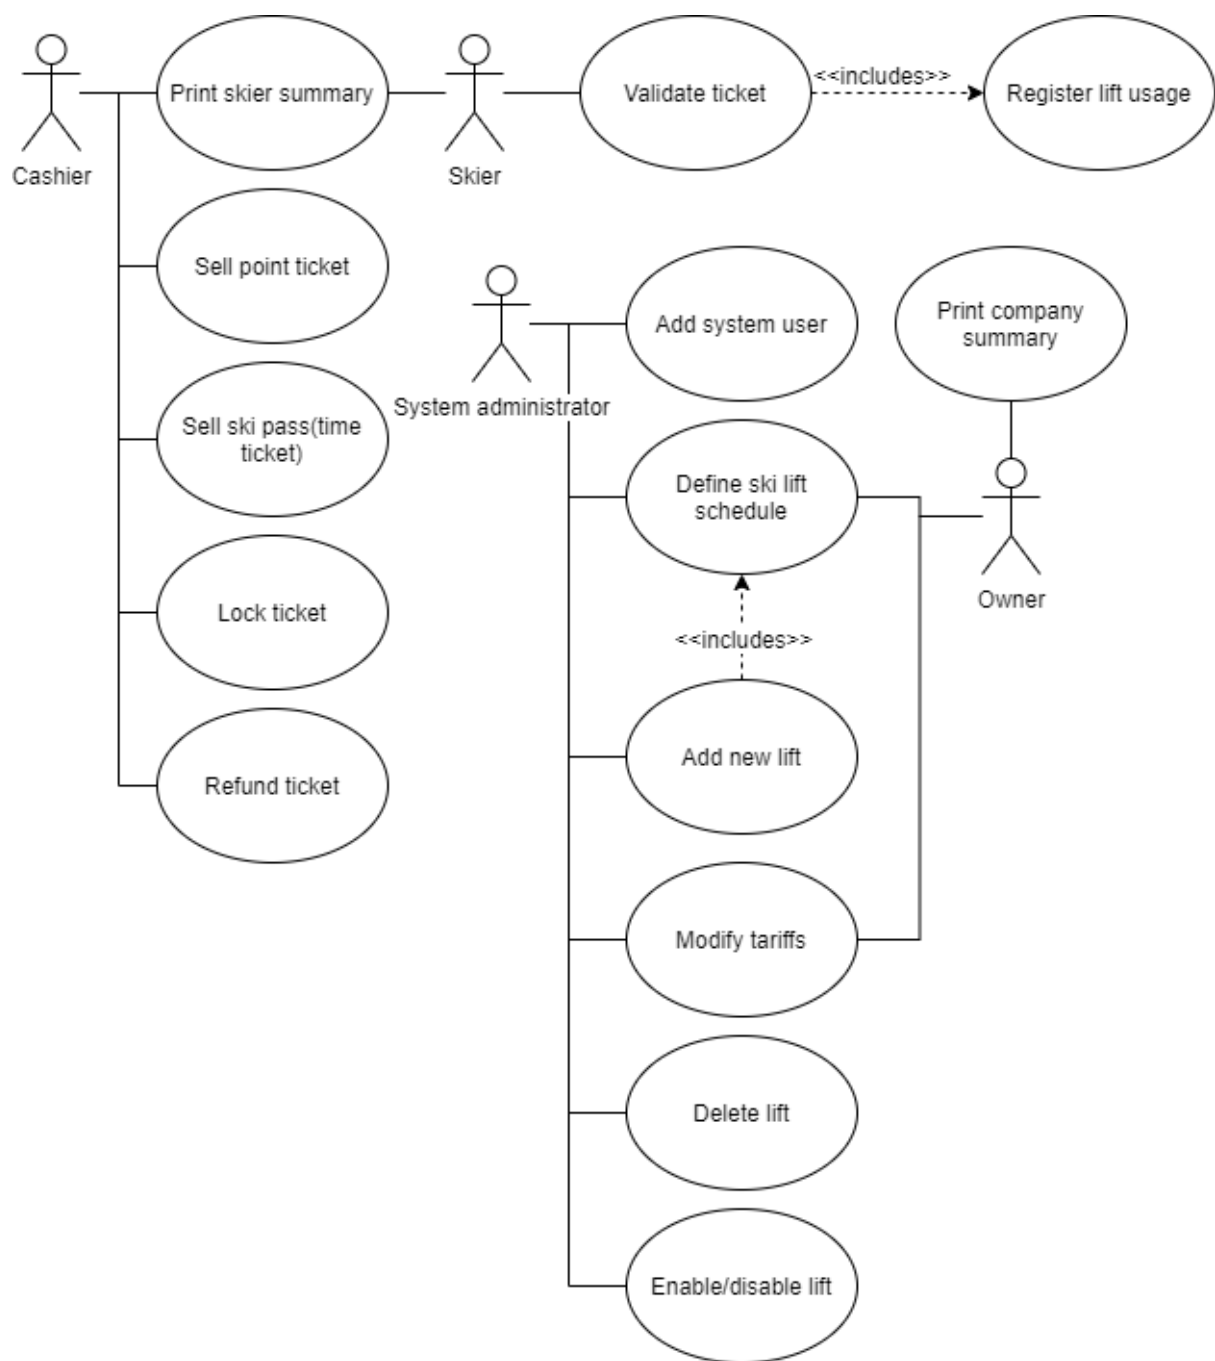 Print skier summary
Validate ticket
<<includes>>
Register lift usage
Cashier
Skier
Sell point ticket
Add system user
Print company
summary
System administrator
Sell ski pass(time
ticket)
Define ski lift
schedule
Owner
Lock ticket
<<includes>>
Refund ticket
Add new lift
Modify tariffs
Delete lift
Enable/disable lift